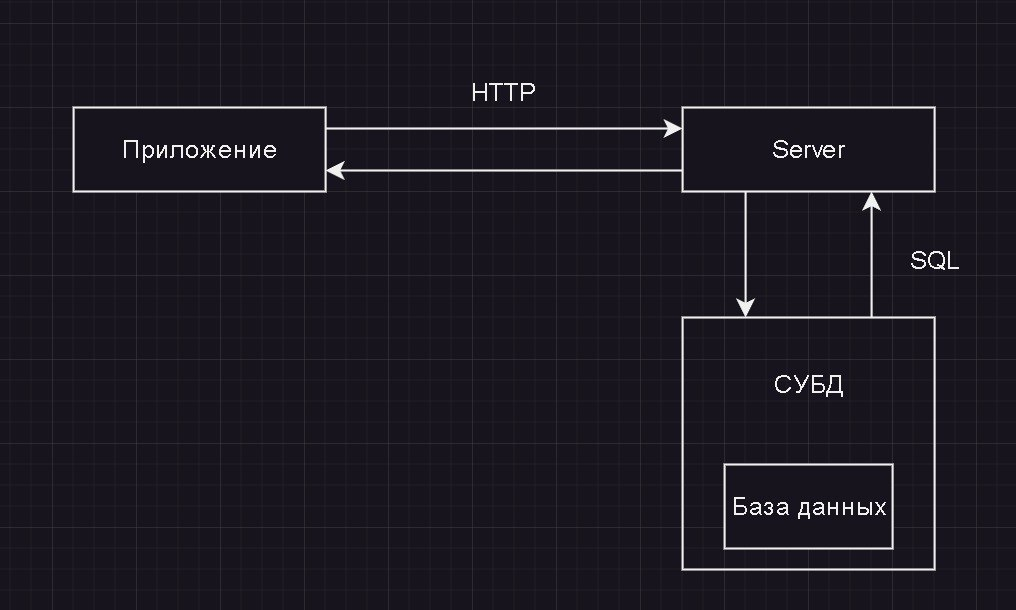 HTTP
Приложение
Server
SQL
СУБД
База данных